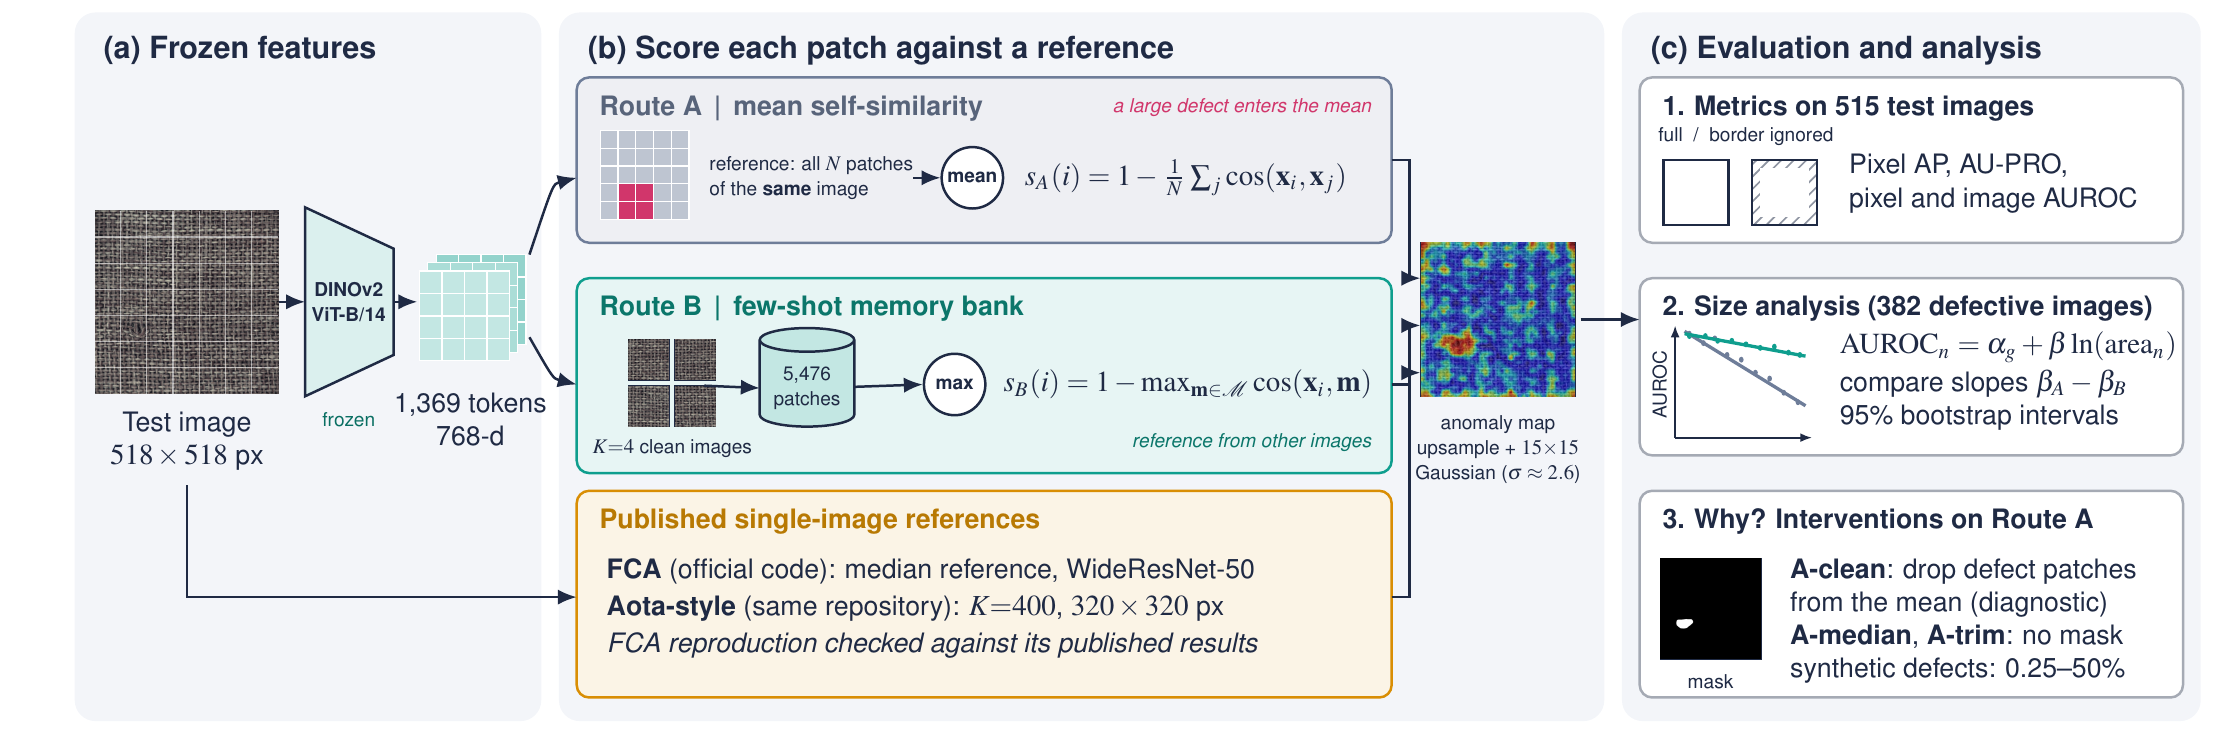 (a) Frozen features
DINOv2
ViT-B/14
frozen
Test image
518 × 518 px
1,369 tokens
768-d
(b) Score each patch against a reference
Route A | mean self-similarity
a large defect enters the mean
reference: all N patches
of the same image
mean
s_A(i) = 1 − 1/N ∑_j cos(x_i, x_j)
Route B | few-shot memory bank
5,476
patches
max
s_B(i) = 1 − max_{m∈ℳ} cos(x_i, m)
K=4 clean images
reference from other images
Published single-image references
FCA (official code): median reference, WideResNet-50
Aota-style (same repository): K=400, 320 × 320 px
FCA reproduction checked against its published results
anomaly map
upsample + 15×15
Gaussian (σ ≈ 2.6)
(c) Evaluation and analysis
1. Metrics on 515 test images
full / border ignored
Pixel AP, AU-PRO,
pixel and image AUROC
2. Size analysis (382 defective images)
AUROC
AUROC_n = α_g + β ln(area_n)
compare slopes β_A − β_B
95% bootstrap intervals
3. Why? Interventions on Route A
A-clean: drop defect patches
from the mean (diagnostic)
A-median, A-trim: no mask
synthetic defects: 0.25–50%
mask